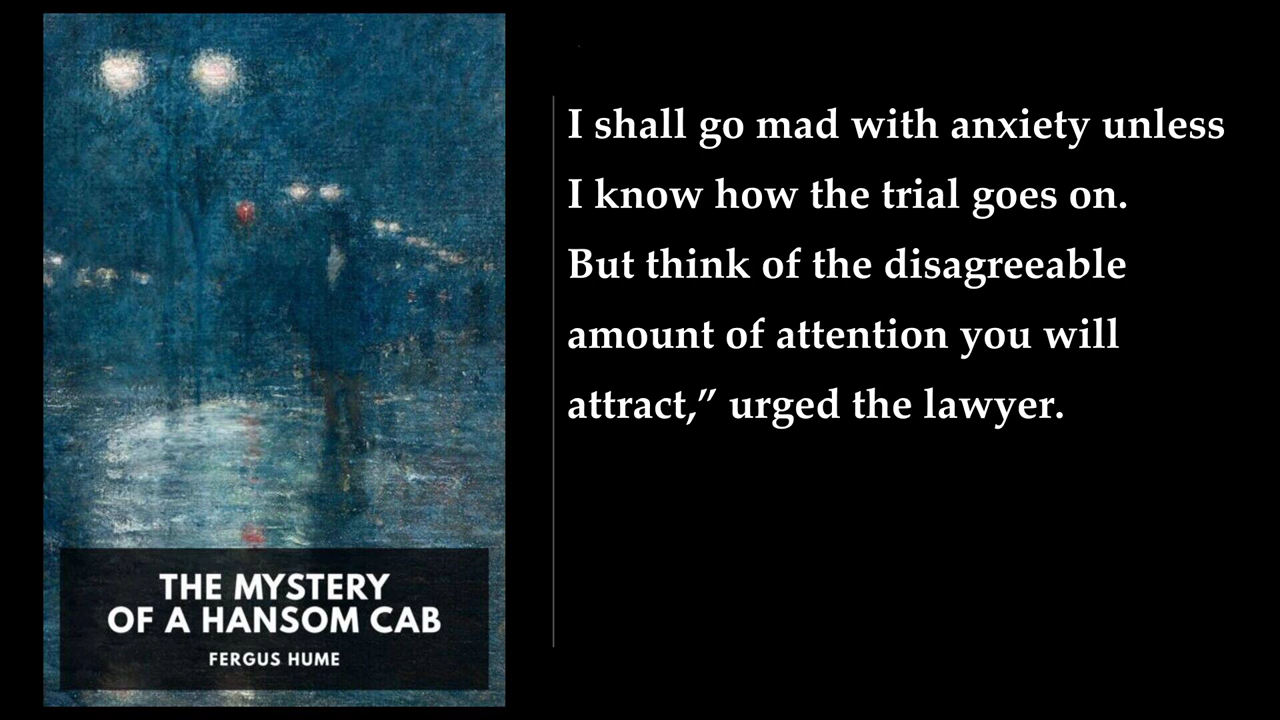 THE MYSTERY
OF A HANSOM CAB
FERGUS HUME
I shall go mad with anxiety unless
I know how the trial goes on.
But think of the disagreeable
amount of attention you will
attract,” urged the lawyer.